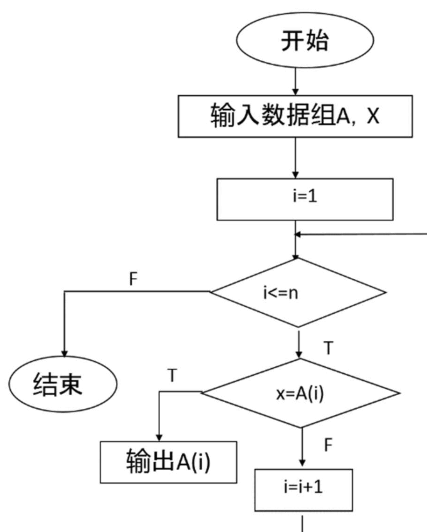 开始
输入数据组A, X
i=1
F
i<=n
T
结束
T
x=A(i)
F
输出A(i)
i=i+1